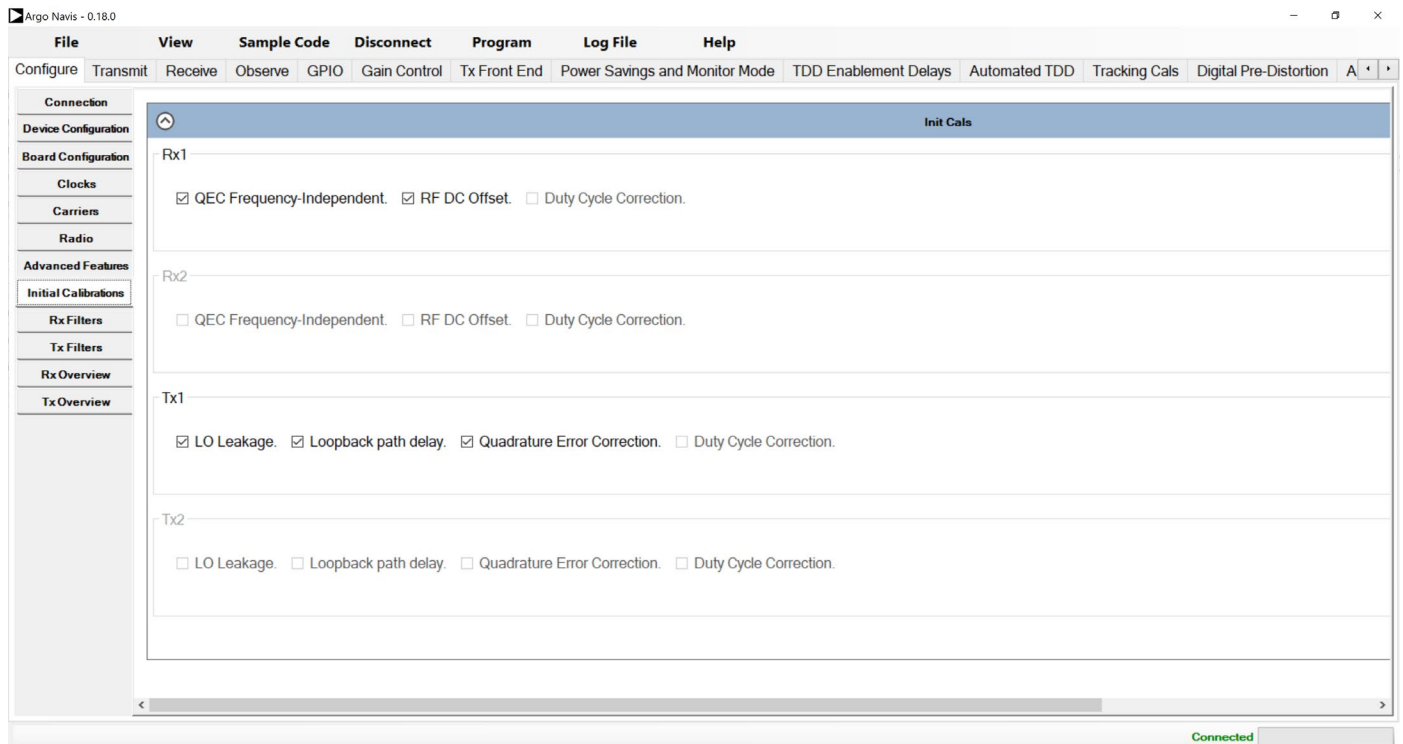 Argo Navis - 0.18.0
File View Sample Code Disconnect Program Log File Help
Configure Transmit Receive Observe GPIO Gain Control Tx Front End Power Savings and Monitor Mode TDD Enablement Delays Automated TDD Tracking Cals Digital Pre-Distortion A
Connection
Device Configuration
Board Configuration
Clocks
Carriers
Radio
Advanced Features
Initial Calibrations
Rx Filters
Tx Filters
Rx Overview
Tx Overview
Init Cals
Rx1
QEC Frequency-Independent. RF DC Offset. Duty Cycle Correction.
Rx2
QEC Frequency-Independent. RF DC Offset. Duty Cycle Correction.
Tx1
LO Leakage. Loopback path delay. Quadrature Error Correction. Duty Cycle Correction.
Tx2
LO Leakage. Loopback path delay. Quadrature Error Correction. Duty Cycle Correction.
Connected